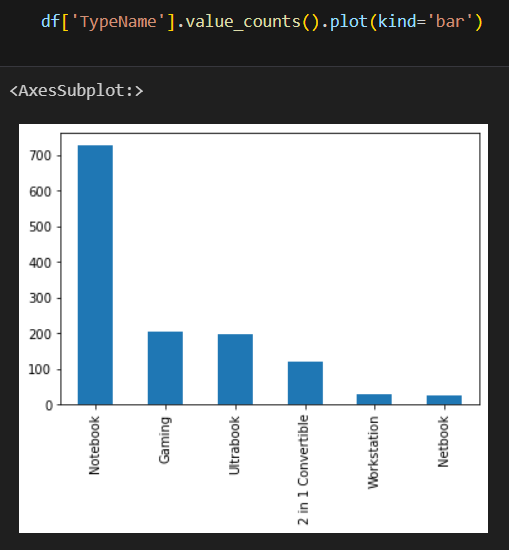 df['TypeName'].value_counts().plot(kind='bar')
<AxesSubplot:>
700
600
500
400
300
200
100
0
Notebook
Gaming
Ultrabook
2 in 1 Convertible
Workstation
Netbook